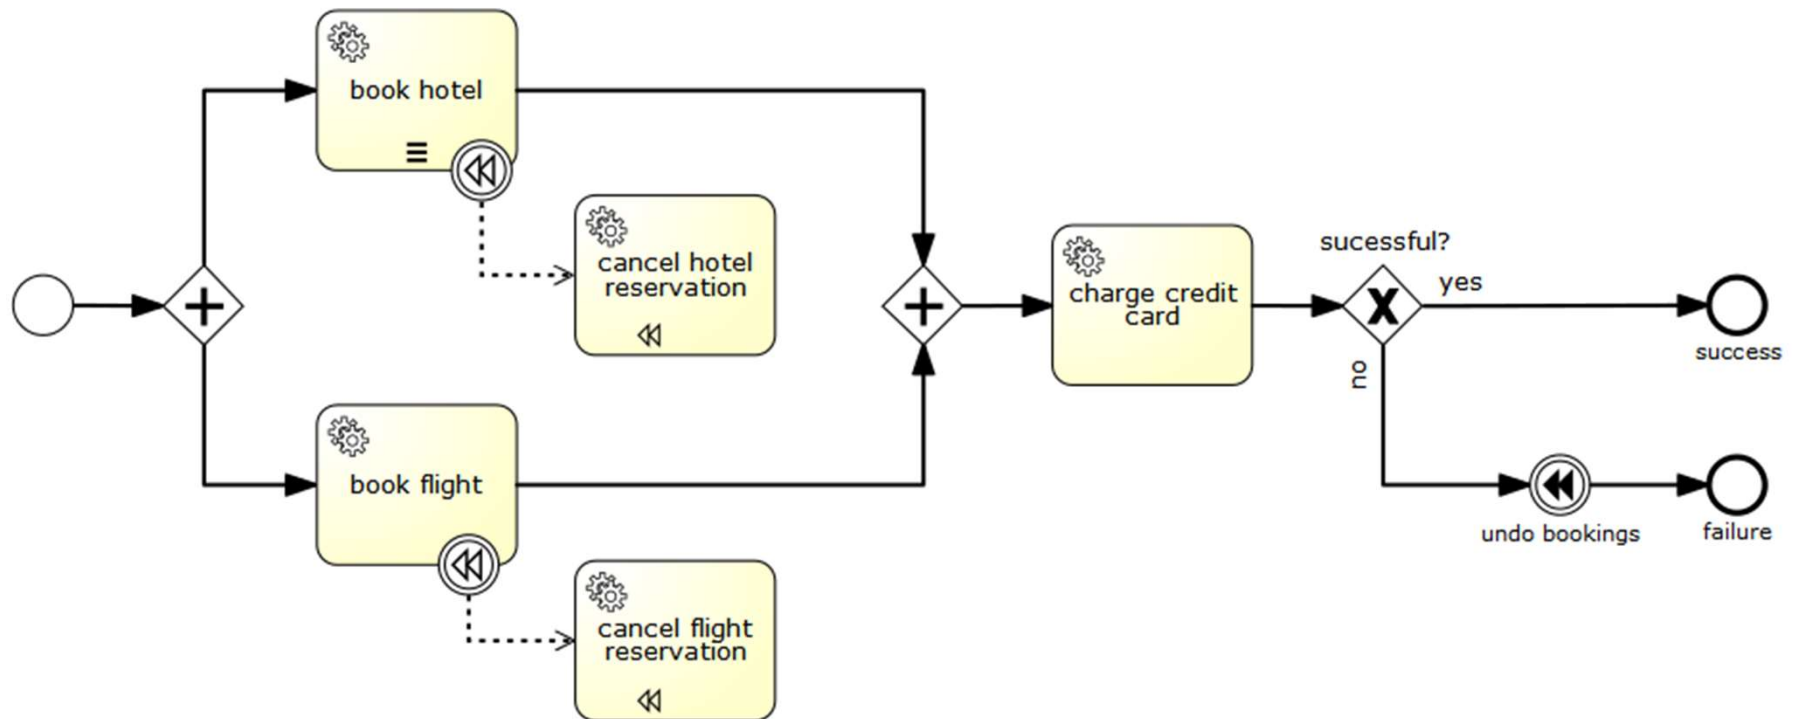 book hotel
cancel hotel
reservation
book flight
cancel flight
reservation
charge credit
card
sucessful?
yes
no
success
undo bookings
failure